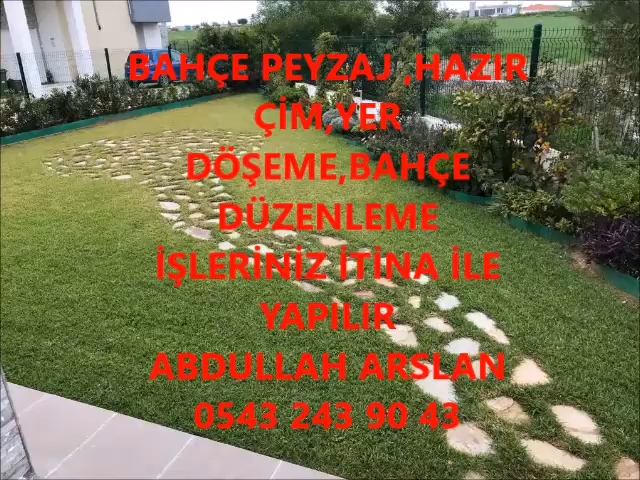 BAHÇE PEYZAJ ,HAZIR
ÇİM,YER
DÖŞEME,BAHÇE
DÜZENLEME
İŞLERİNİZ İTİNA İLE
YAPILIR
ABDULLAH ARSLAN
0543 243 90 43